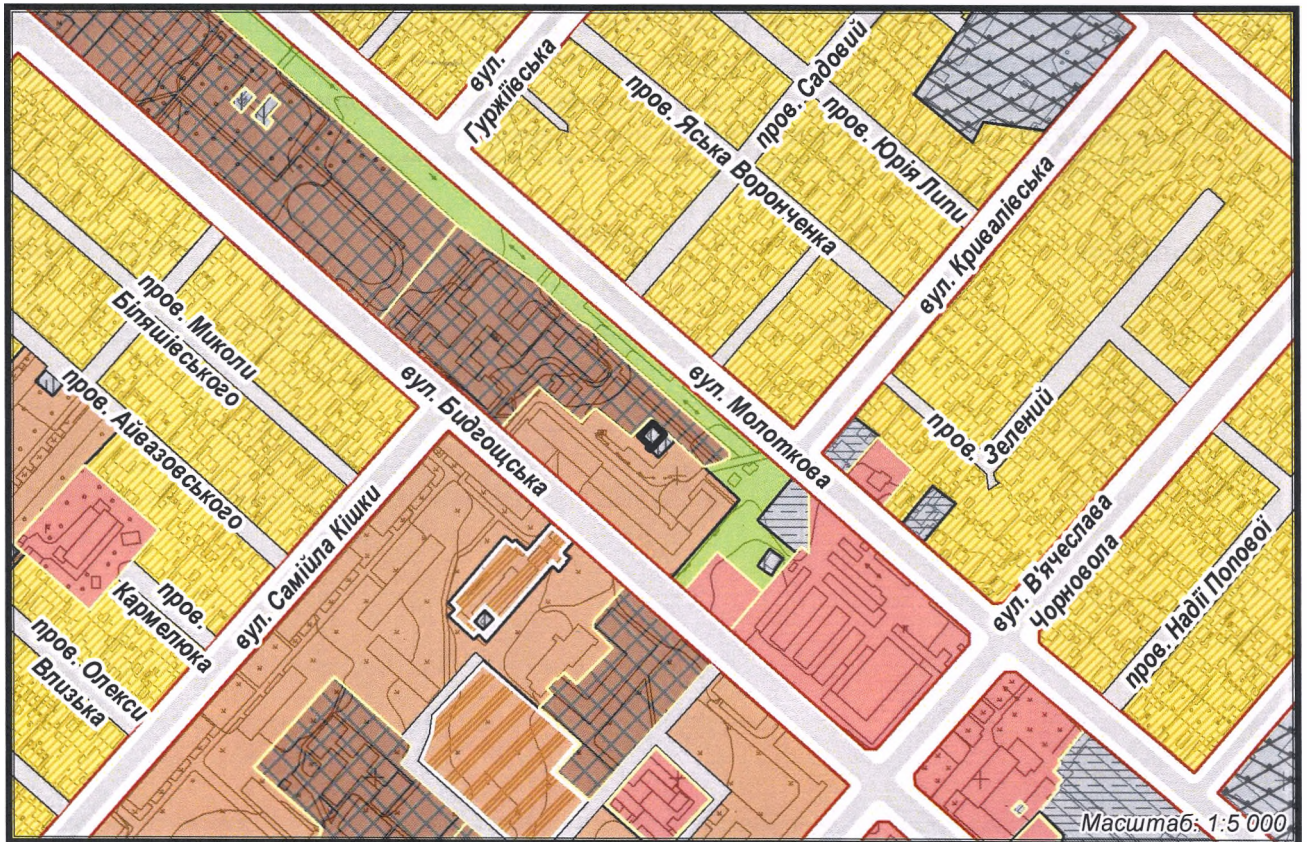 вул.
Гуржіївська
пров. Яська Воронченка
пров. Садовий
пров. Юрія Липи
вул. Кривалівська
пров. Миколи
Біляшівського
пров. Айвазовського
вул. Бидгощська
вул. Молоткова
пров.
Зелений
вул. Самійла Кішки
пров.
Кармелюка
пров. Олекси
Влизька
вул. В'ячеслава
Чорновола
пров. Надії Попової
Масштаб: 1:5 000